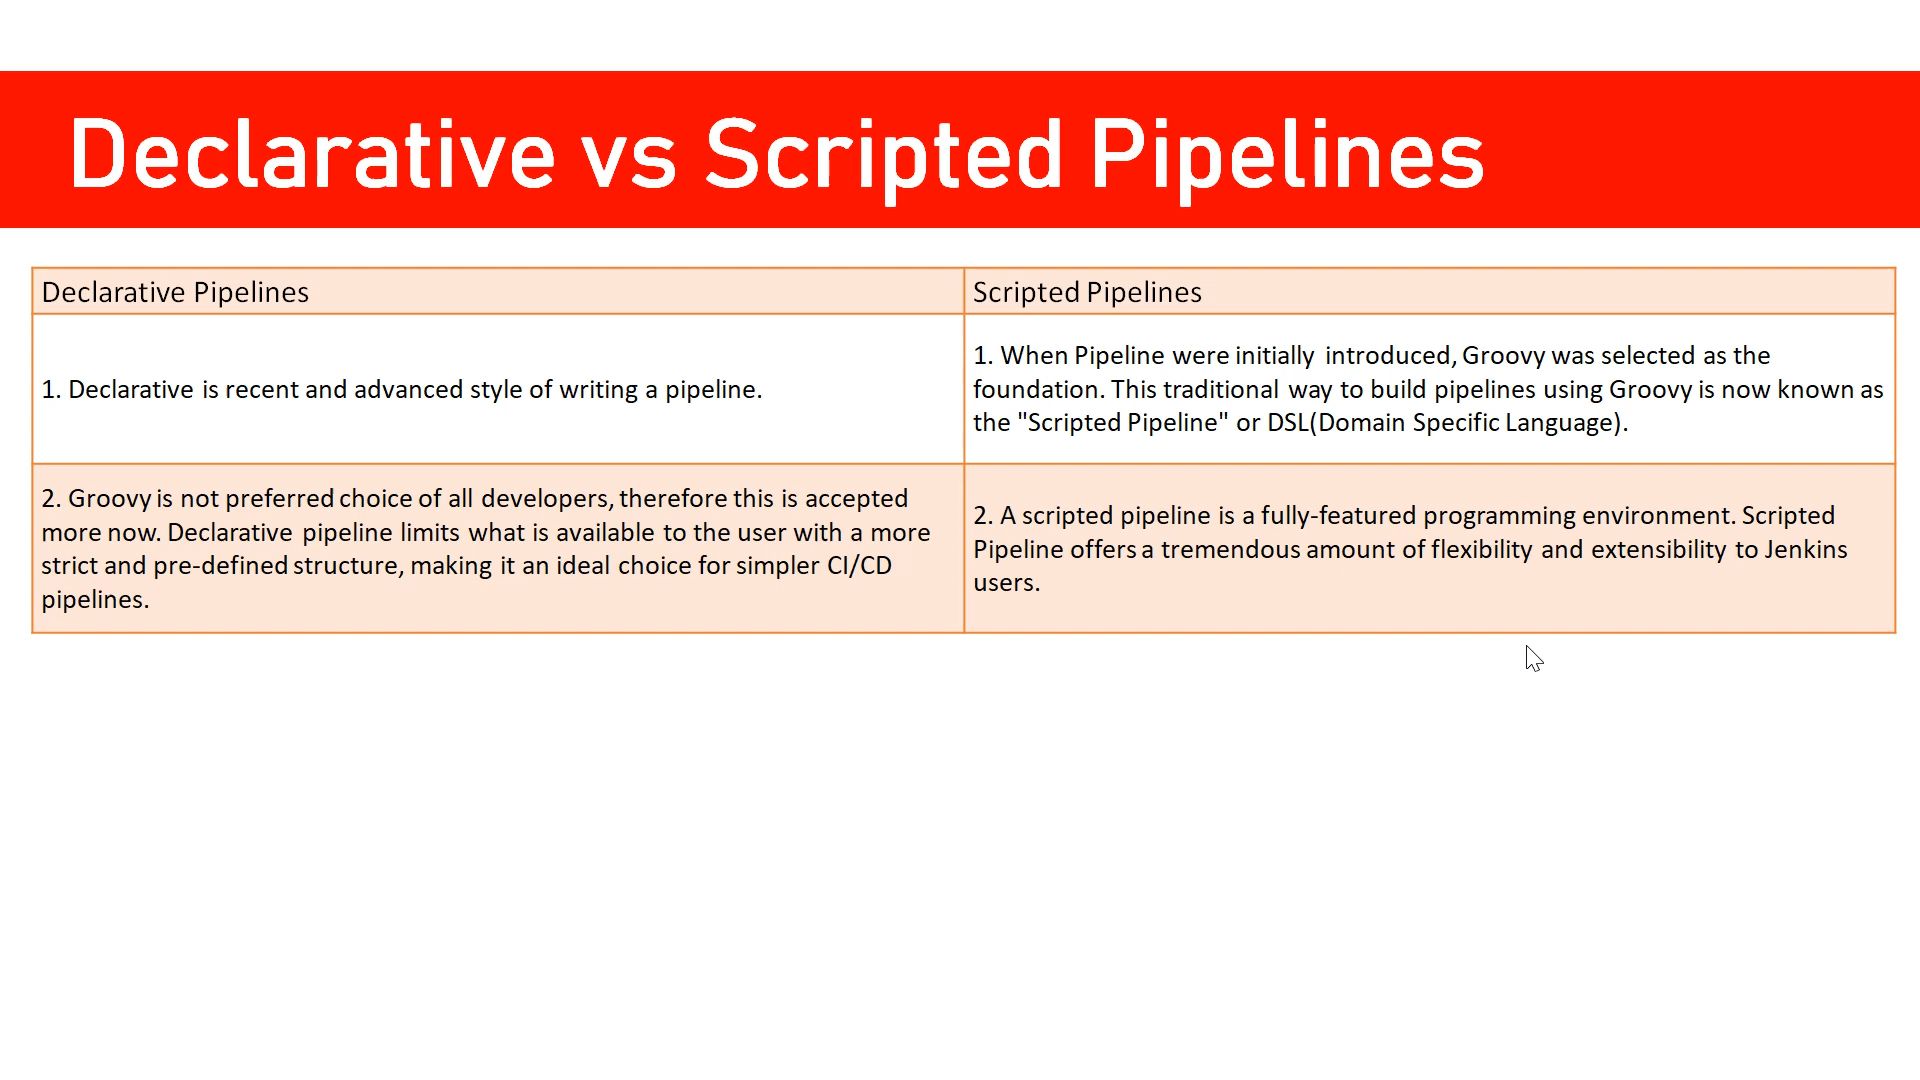 Declarative vs Scripted Pipelines
Declarative Pipelines
Scripted Pipelines
1. Declarative is recent and advanced style of writing a pipeline.
1. When Pipeline were initially introduced, Groovy was selected as the
foundation. This traditional way to build pipelines using Groovy is now known as
the "Scripted Pipeline" or DSL(Domain Specific Language).
2. Groovy is not preferred choice of all developers, therefore this is accepted
more now. Declarative pipeline limits what is available to the user with a more
strict and pre-defined structure, making it an ideal choice for simpler CI/CD
pipelines.
2. A scripted pipeline is a fully-featured programming environment. Scripted
Pipeline offers a tremendous amount of flexibility and extensibility to Jenkins
users.